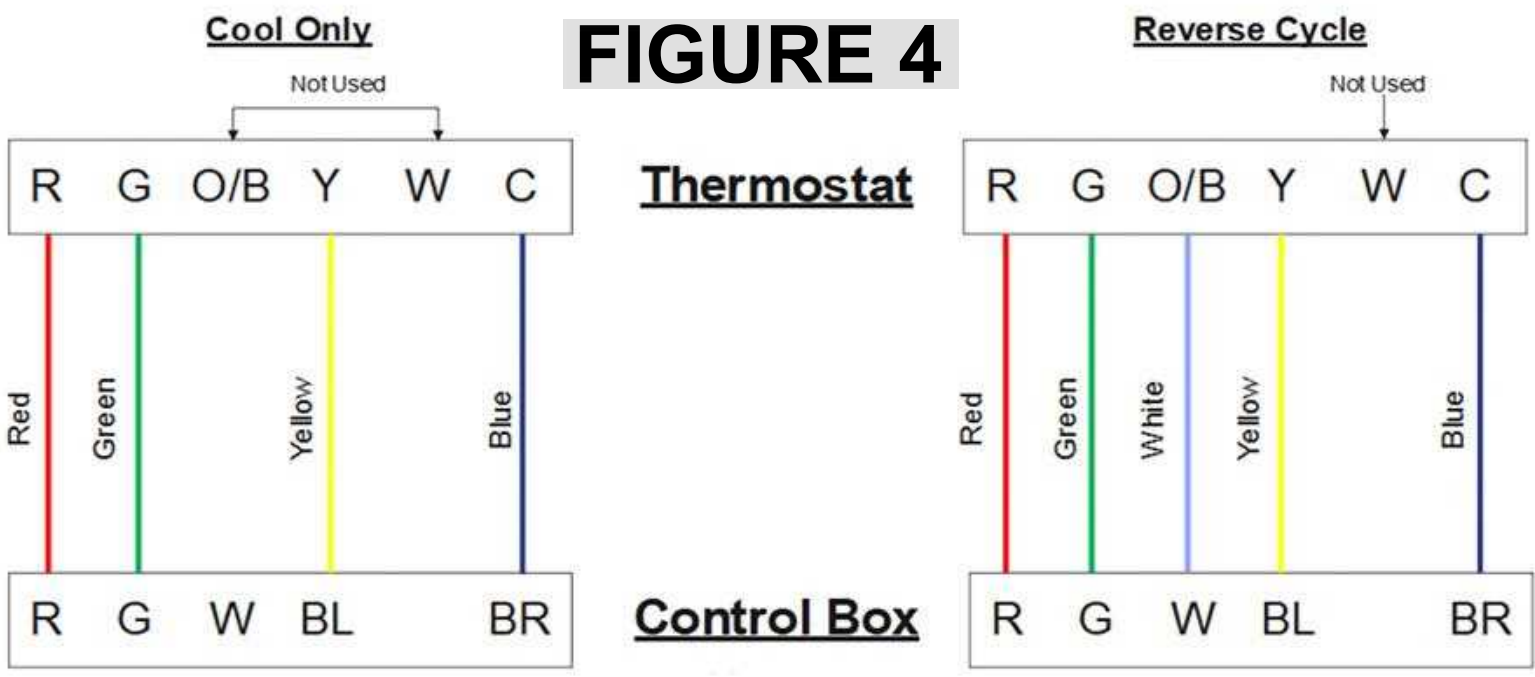 Cool Only
FIGURE 4
Reverse Cycle
Not Used
Not Used
R G O/B Y W C
Thermostat
R G O/B Y W C
Red
Green
Yellow
Blue
Red
Green
White
Yellow
Blue
R G W BL BR
Control Box
R G W BL BR